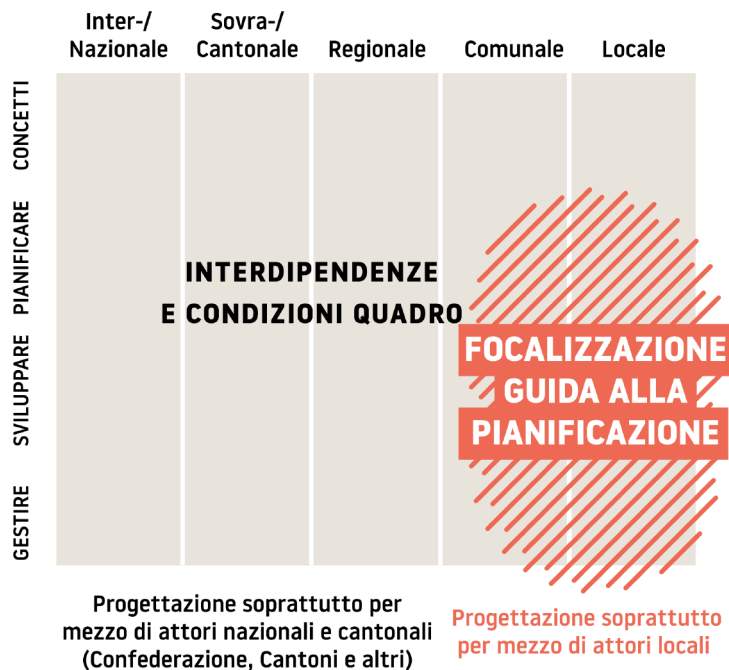 Inter-/
Nazionale
Sovra-/
Cantonale
Regionale
Comunale
Locale
CONCETTI
PIANIFICARE
SVILUPPARE
GESTIRE
INTERDIPENDENZE
E CONDIZIONI QUADRO
FOCALIZZAZIONE
GUIDA ALLA
PIANIFICAZIONE
Progettazione soprattutto per
mezzo di attori nazionali e cantonali
(Confederazione, Cantoni e altri)
Progettazione soprattutto
per mezzo di attori locali